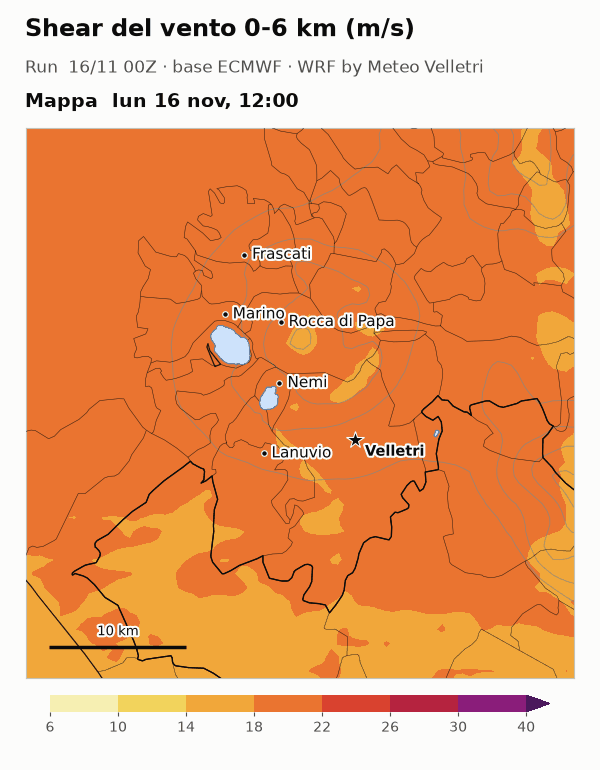 Shear del vento 0-6 km (m/s)
Run  16/11 00Z · base ECMWF · WRF by Meteo Velletri
Mappa  lun 16 nov, 12:00
Frascati
Marino
Rocca di Papa
Nemi
Velletri
Lanuvio
10 km
6 10 14 18 22 26 30 40